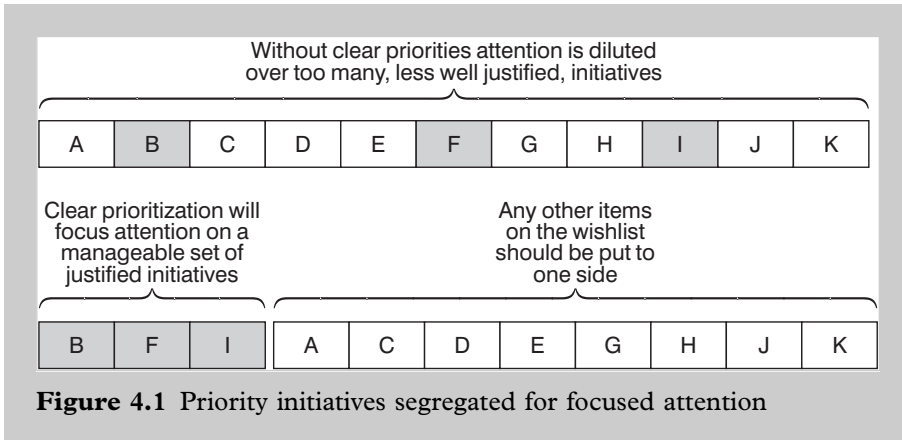 Without clear priorities attention is diluted
over too many, less well justified, initiatives
A B C D E F G H I J K
Clear prioritization will
focus attention on a
manageable set of
justified initiatives
Any other items
on the wishlist
should be put to
one side
B F I A C D E G H J K
Figure 4.1 Priority initiatives segregated for focused attention